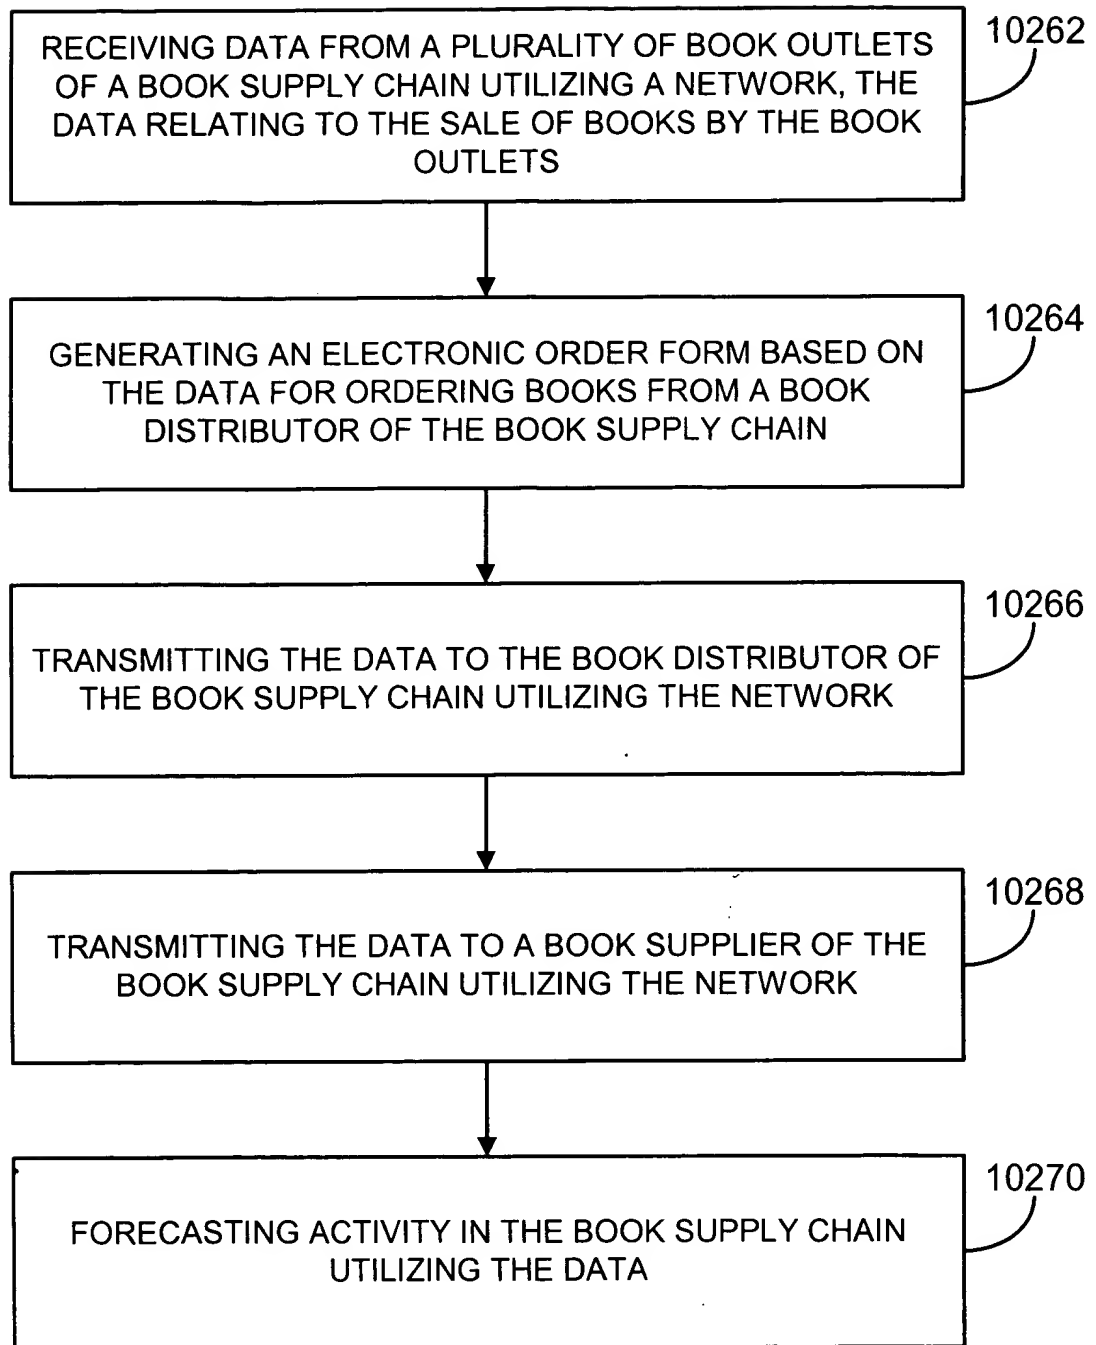 RECEIVING DATA FROM A PLURALITY OF BOOK OUTLETS
OF A BOOK SUPPLY CHAIN UTILIZING A NETWORK, THE
DATA RELATING TO THE SALE OF BOOKS BY THE BOOK
OUTLETS
10262
GENERATING AN ELECTRONIC ORDER FORM BASED ON
THE DATA FOR ORDERING BOOKS FROM A BOOK
DISTRIBUTOR OF THE BOOK SUPPLY CHAIN
10264
TRANSMITTING THE DATA TO THE BOOK DISTRIBUTOR OF
THE BOOK SUPPLY CHAIN UTILIZING THE NETWORK
10266
TRANSMITTING THE DATA TO A BOOK SUPPLIER OF THE
BOOK SUPPLY CHAIN UTILIZING THE NETWORK
10268
FORECASTING ACTIVITY IN THE BOOK SUPPLY CHAIN
UTILIZING THE DATA
10270